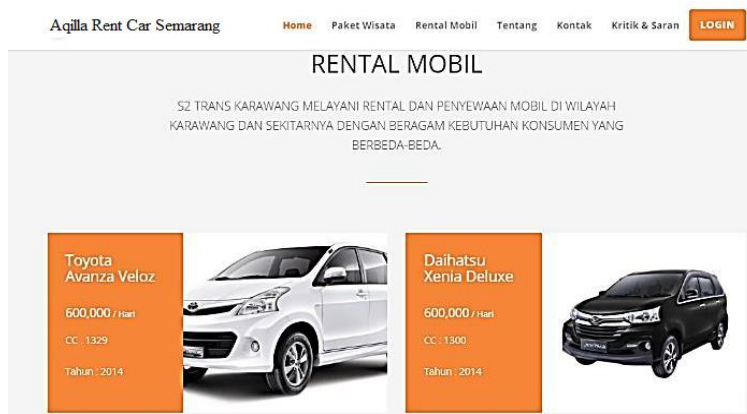 Aqilla Rent Car Semarang Home Paket Wisata Rental Mobil Tentang Kontak Kritik & Saran LOGIN
RENTAL MOBIL
S2 TRANS KARAWANG MELAYANI RENTAL DAN PENYEWAAN MOBIL DI WILAYAH
KARAWANG DAN SEKITARNYA DENGAN BERAGAM KEBUTUHAN KONSUMEN YANG
BERBEDA-BEDA.
Toyota
Avanza Veloz
600,000 / Hari
CC : 1329
Tahun : 2014
Daihatsu
Xenia Deluxe
600,000 / Hari
CC : 1300
Tahun : 2014